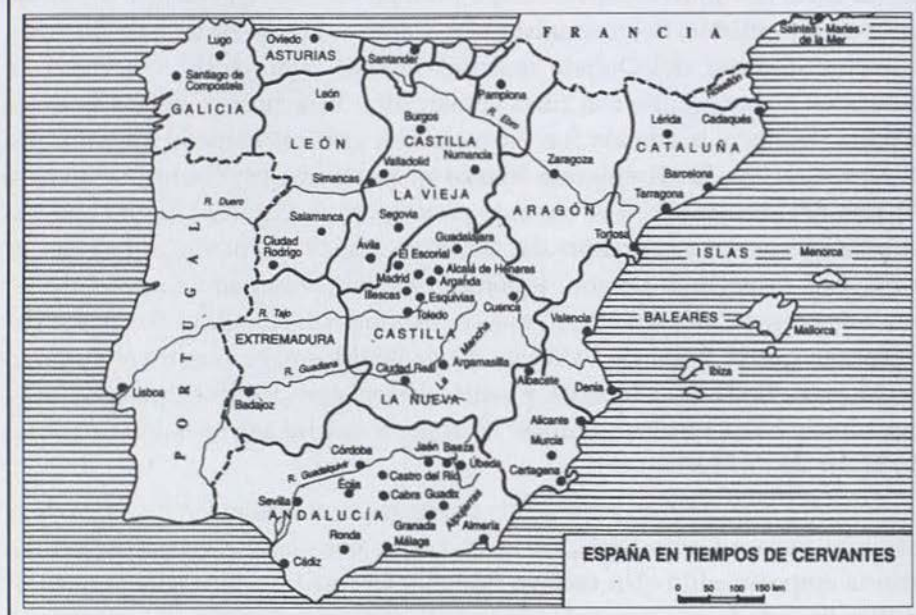 FRANCIA
Saintes-Maries-
de la Mer
Lugo
Oviedo
ASTURIAS
Santander
Santiago de
Compostela
GALICIA
Laón
LEÓN
Burgos
CASTILLA
Numancia
Valladolid
Simancas
LA VIEJA
Pamplona
R. Ebro
Zaragoza
ARAGÓN
Rosellón
Lérida
Cadaqués
CATALUÑA
Barcelona
Tarragona
Tortosa
R. Duero
Salamanca
Segovia
Ciudad
Rodrigo
Ávila
El Escorial
Guadalajara
Madrid
Alcalá de Henares
Arganda
Illescas
Esquivias
Toledo
Cuenca
ISLAS
Menorca
BALEARES
Mallorca
Ibiza
PORTUGAL
R. Tajo
EXTREMADURA
CASTILLA
La Mancha
Valencia
R. Guadiana
Ciudad Real
Argamasilla
LA NUEVA
Albacete
Denia
Lisboa
Badajoz
Alicante
Murcia
Cartagena
Córdoba
Jaén
Baeza
Úbeda
R. Guadalquivir
Castro del Río
Écija
Cabra
Guadix
Sevilla
ANDALUCÍA
Alpujarras
Granada
Almería
Ronda
Málaga
Cádiz
ESPAÑA EN TIEMPOS DE CERVANTES
0 50 100 150 km